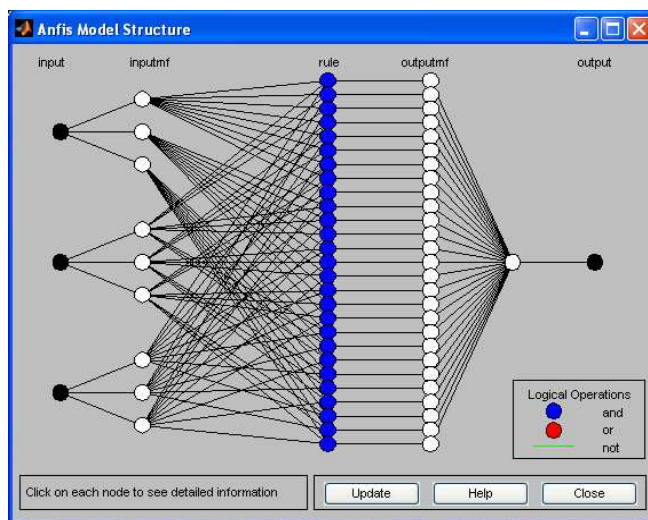 Anfis Model Structure
input inputmf rule outputmf output
Logical Operations
and
or
not
Click on each node to see detailed information
Update Help Close